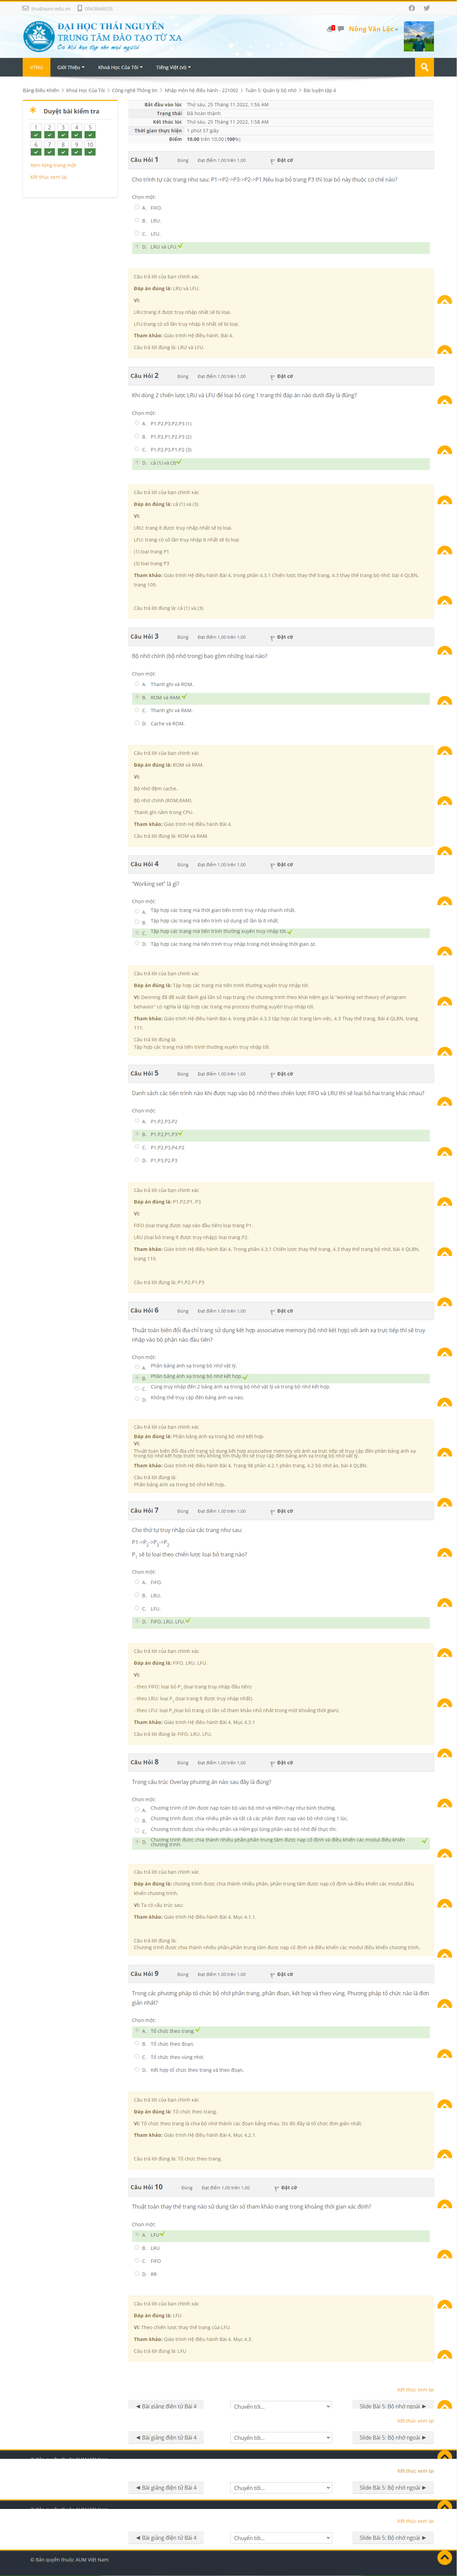 tnu@aum.edu.vn 0943846035
ĐẠI HỌC THÁI NGUYÊN
TRUNG TÂM ĐÀO TẠO TỪ XA
Cơ hội học tập cho mọi người
Nông Văn Lộc
eTNU Giới Thiệu Khoá Học Của Tôi Tiếng Việt (vi)
Bảng Điều Khiển > Khoá Học Của Tôi > Công nghệ Thông tin > Nhập môn hệ điều hành - 221002 > Tuần 5: Quản lý bộ nhớ > Bài luyện tập 4
Duyệt bài kiểm tra
1 2 3 4 5
6 7 8 9 10
Xem từng trang một
Kết thúc xem lại
Bắt đầu vào lúc Thứ sáu, 25 Tháng 11 2022, 1:56 AM
Trạng thái Đã hoàn thành
Kết thúc lúc Thứ sáu, 25 Tháng 11 2022, 1:58 AM
Thời gian thực hiện 1 phút 57 giây
Điểm 10.00 trên 10.00 (100%)
Câu Hỏi 1 Đúng Đạt điểm 1,00 trên 1,00 Đặt cờ
Cho trình tự các trang như sau: P1->P2->P3->P2->P1.Nếu loại bỏ trang P3 thì loại bỏ này thuộc cơ chế nào?
Chọn một:
A. FIFO.
B. LRU.
C. LFU.
D. LRU và LFU.
Câu trả lời của bạn chính xác
Đáp án đúng là: LRU và LFU.
Vì:
LRU:trang ít được truy nhập nhất sẽ bị loại.
LFU:trang có số lần truy nhập ít nhất sẽ bị loại.
Tham khảo: Giáo trình Hệ điều hành. Bài 4.
Câu trả lời đúng là: LRU và LFU.
Câu Hỏi 2 Đúng Đạt điểm 1,00 trên 1,00 Đặt cờ
Khi dùng 2 chiến lược LRU và LFU để loại bỏ cùng 1 trang thì đáp án nào dưới đây là đúng?
Chọn một:
A. P1,P2,P3,P2,P3 (1)
B. P1,P2,P1,P2,P3 (2)
C. P1,P2,P3,P1,P2 (3)
D. cả (1) và (3)
Câu trả lời của bạn chính xác
Đáp án đúng là: cả (1) và (3)
Vì:
LRU: trang ít được truy nhập nhất sẽ bị loại.
LFU: trang có số lần truy nhập ít nhất sẽ bị loại
(1) loại trang P1
(3) loại trang P3
Tham khảo: Giáo trình Hệ điều hành Bài 4, trong phần 4.3.1 Chiến lược thay thế trang, 4.3 thay thế trang bộ nhớ, bài 4 QLBN,
trang 109.
Câu trả lời đúng là: cả (1) và (3)
Câu Hỏi 3 Đúng Đạt điểm 1,00 trên 1,00 Đặt cờ
Bộ nhớ chính (bộ nhớ trong) bao gồm những loại nào?
Chọn một:
A. Thanh ghi và ROM.
B. ROM và RAM.
C. Thanh ghi và RAM.
D. Cache và ROM.
Câu trả lời của bạn chính xác
Đáp án đúng là: ROM và RAM.
Vì:
Bộ nhớ đệm cache.
Bộ nhớ chính (ROM,RAM).
Thanh ghi nằm trong CPU.
Tham khảo: Giáo trình Hệ điều hành Bài 4.
Câu trả lời đúng là: ROM và RAM.
Câu Hỏi 4 Đúng Đạt điểm 1,00 trên 1,00 Đặt cờ
"Working set" là gì?
Chọn một:
A. Tập hợp các trang mà thời gian tiến trình truy nhập nhanh nhất.
B. Tập hợp các trang mà tiến trình sử dụng số lần là ít nhất.
C. Tập hợp các trang mà tiến trình thường xuyên truy nhập tới.
D. Tập hợp các trang mà tiến trình truy nhập trong một khoảng thời gian Δt.
Câu trả lời của bạn chính xác
Đáp án đúng là: Tập hợp các trang mà tiến trình thường xuyên truy nhập tới.
Vì: Denning đã đề xuất đánh giá tần số nạp trang cho chương trình theo khái niệm gọi là "working set theory of program
behavior" có nghĩa là tập hợp các trang mà process thường xuyên truy nhập tới.
Tham khảo: Giáo trình Hệ điều hành Bài 4, trong phần 4.3.3 tập hợp các trang làm việc, 4.3 Thay thế trang, Bài 4 QLBN, trang
111.
Câu trả lời đúng là:
Tập hợp các trang mà tiến trình thường xuyên truy nhập tới.
Câu Hỏi 5 Đúng Đạt điểm 1,00 trên 1,00 Đặt cờ
Danh sách các tiến trình nào khi được nạp vào bộ nhớ theo chiến lược FIFO và LRU thì sẽ loại bỏ hai trang khác nhau?
Chọn một:
A. P1,P2,P3,P2
B. P1,P2,P1,P3
C. P1,P2,P3,P4,P2
D. P1,P3,P2,P3
Câu trả lời của bạn chính xác
Đáp án đúng là: P1,P2,P1, P3
Vì:
FIFO (loại trang được nạp vào đầu tiên) loại trang P1.
LRU (loại bỏ trang ít được truy nhập): loại trang P2.
Tham khảo: Giáo trình Hệ điều hành Bài 4. Trong phần 4.3.1 Chiến lược thay thế trang, 4.3 thay thế trang bộ nhớ, bài 4 QLBN,
trang 110.
Câu trả lời đúng là: P1,P2,P1,P3
Câu Hỏi 6 Đúng Đạt điểm 1,00 trên 1,00 Đặt cờ
Thuật toán biến đổi địa chỉ trang sử dụng kết hợp associative memory (bộ nhớ kết hợp) với ánh xạ trực tiếp thì sẽ truy
nhập vào bộ phận nào đầu tiên?
Chọn một:
A. Phần bảng ánh xạ trong bộ nhớ vật lý.
B. Phần bảng ánh xạ trong bộ nhớ kết hợp.
C. Cùng truy nhập đến 2 bảng ánh xạ trong bộ nhớ vật lý và trong bộ nhớ kết hợp.
D. Không thể truy cập đến bảng ánh xạ nào.
Câu trả lời của bạn chính xác
Đáp án đúng là: Phần bảng ánh xạ trong bộ nhớ kết hợp.
Vì:
Thuật toán biến đổi địa chỉ trang sử dụng kết hợp associative memory với ánh xạ trực tiếp sẽ truy cập đến phần bảng ánh xạ
trong bộ nhớ kết hợp trước nếu không tìm thấy thì sẽ truy cập đến bảng ánh xạ trong bộ nhớ vật lý.
Tham khảo: Giáo trình Hệ điều hành Bài 4, Trang 98 phần 4.2.1 phân trang, 4.2 bộ nhớ ảo, bài 4 QLBN.
Câu trả lời đúng là:
Phần bảng ánh xạ trong bộ nhớ kết hợp.
Câu Hỏi 7 Đúng Đạt điểm 1,00 trên 1,00 Đặt cờ
Cho thứ tự truy nhập của các trang như sau:
P1->P2->P3->P2
P1 sẽ bị loại theo chiến lược loại bỏ trang nào?
Chọn một:
A. FIFO.
B. LRU.
C. LFU.
D. FIFO, LRU, LFU.
Câu trả lời của bạn chính xác
Đáp án đúng là: FIFO, LRU, LFU.
Vì:
- theo FIFO: loại bỏ P1 (loại trang truy nhập đầu tiên)
- theo LRU: loại P1 (loại trang ít được truy nhập nhất).
- theo LFU: loại P1(loại bỏ trang có tần số tham khảo nhỏ nhất trong một khoảng thời gian).
Tham khảo: Giáo trình Hệ điều hành Bài 4, Mục 4.3.1
Câu trả lời đúng là: FIFO, LRU, LFU.
Câu Hỏi 8 Đúng Đạt điểm 1,00 trên 1,00 Đặt cờ
Trong cấu trúc Overlay phương án nào sau đây là đúng?
Chọn một:
A. Chương trình cỡ lớn được nạp toàn bộ vào bộ nhớ và HĐH chạy như bình thường.
B. Chương trình được chia nhiều phần và tất cả các phần được nạp vào bộ nhớ cùng 1 lúc.
C. Chương trình được chia nhiều phần và HĐH gọi từng phần vào bộ nhớ để thực thi.
D. Chương trình được chia thành nhiều phần,phần trung tâm được nạp cố định và điều khiển các modul điều khiển
chương trình.
Câu trả lời của bạn chính xác
Đáp án đúng là: chương trình được chia thành nhiều phần, phần trung tâm được nạp cố định và điều khiển các modul điều
khiển chương trình.
Vì: Ta có cấu trúc sau:
Tham khảo: Giáo trình Hệ điều hành Bài 4, Mục 4.1.1.
Câu trả lời đúng là:
Chương trình được chia thành nhiều phần,phần trung tâm được nạp cố định và điều khiển các modul điều khiển chương trình.
Câu Hỏi 9 Đúng Đạt điểm 1,00 trên 1,00 Đặt cờ
Trong các phương pháp tổ chức bộ nhớ phân trang, phân đoạn, kết hợp và theo vùng. Phương pháp tổ chức nào là đơn
giản nhất?
Chọn một:
A. Tổ chức theo trang.
B. Tổ chức theo đoạn.
C. Tổ chức theo vùng nhớ.
D. Kết hợp tổ chức theo trang và theo đoạn.
Câu trả lời của bạn chính xác
Đáp án đúng là: Tổ chức theo trang.
Vì: Tổ chức theo trang là chia bộ nhớ thành các đoạn bằng nhau. Do đó đây là tổ chức đơn giản nhất.
Tham khảo: Giáo trình Hệ điều hành Bài 4, Mục 4.2.1.
Câu trả lời đúng là: Tổ chức theo trang.
Câu Hỏi 10 Đúng Đạt điểm 1,00 trên 1,00 Đặt cờ
Thuật toán thay thế trang nào sử dụng tần số tham khảo trang trong khoảng thời gian xác định?
Chọn một:
A. LFU
B. LRU
C. FIFO
D. RR
Câu trả lời của bạn chính xác
Đáp án đúng là: LFU
Vì: Theo chiến lược thay thế trang của LFU.
Tham khảo: Giáo trình Hệ điều hành Bài 4, Mục 4.3.
Câu trả lời đúng là: LFU
Kết thúc xem lại
◄ Bài giảng điện tử Bài 4 Chuyển tới... Slide Bài 5: Bộ nhớ ngoài ►
Kết thúc xem lại
◄ Bài giảng điện tử Bài 4 Chuyển tới... Slide Bài 5: Bộ nhớ ngoài ►
Kết thúc xem lại
◄ Bài giảng điện tử Bài 4 Chuyển tới... Slide Bài 5: Bộ nhớ ngoài ►
Kết thúc xem lại
◄ Bài giảng điện tử Bài 4 Chuyển tới... Slide Bài 5: Bộ nhớ ngoài ►
© Bản quyền thuộc AUM Việt Nam